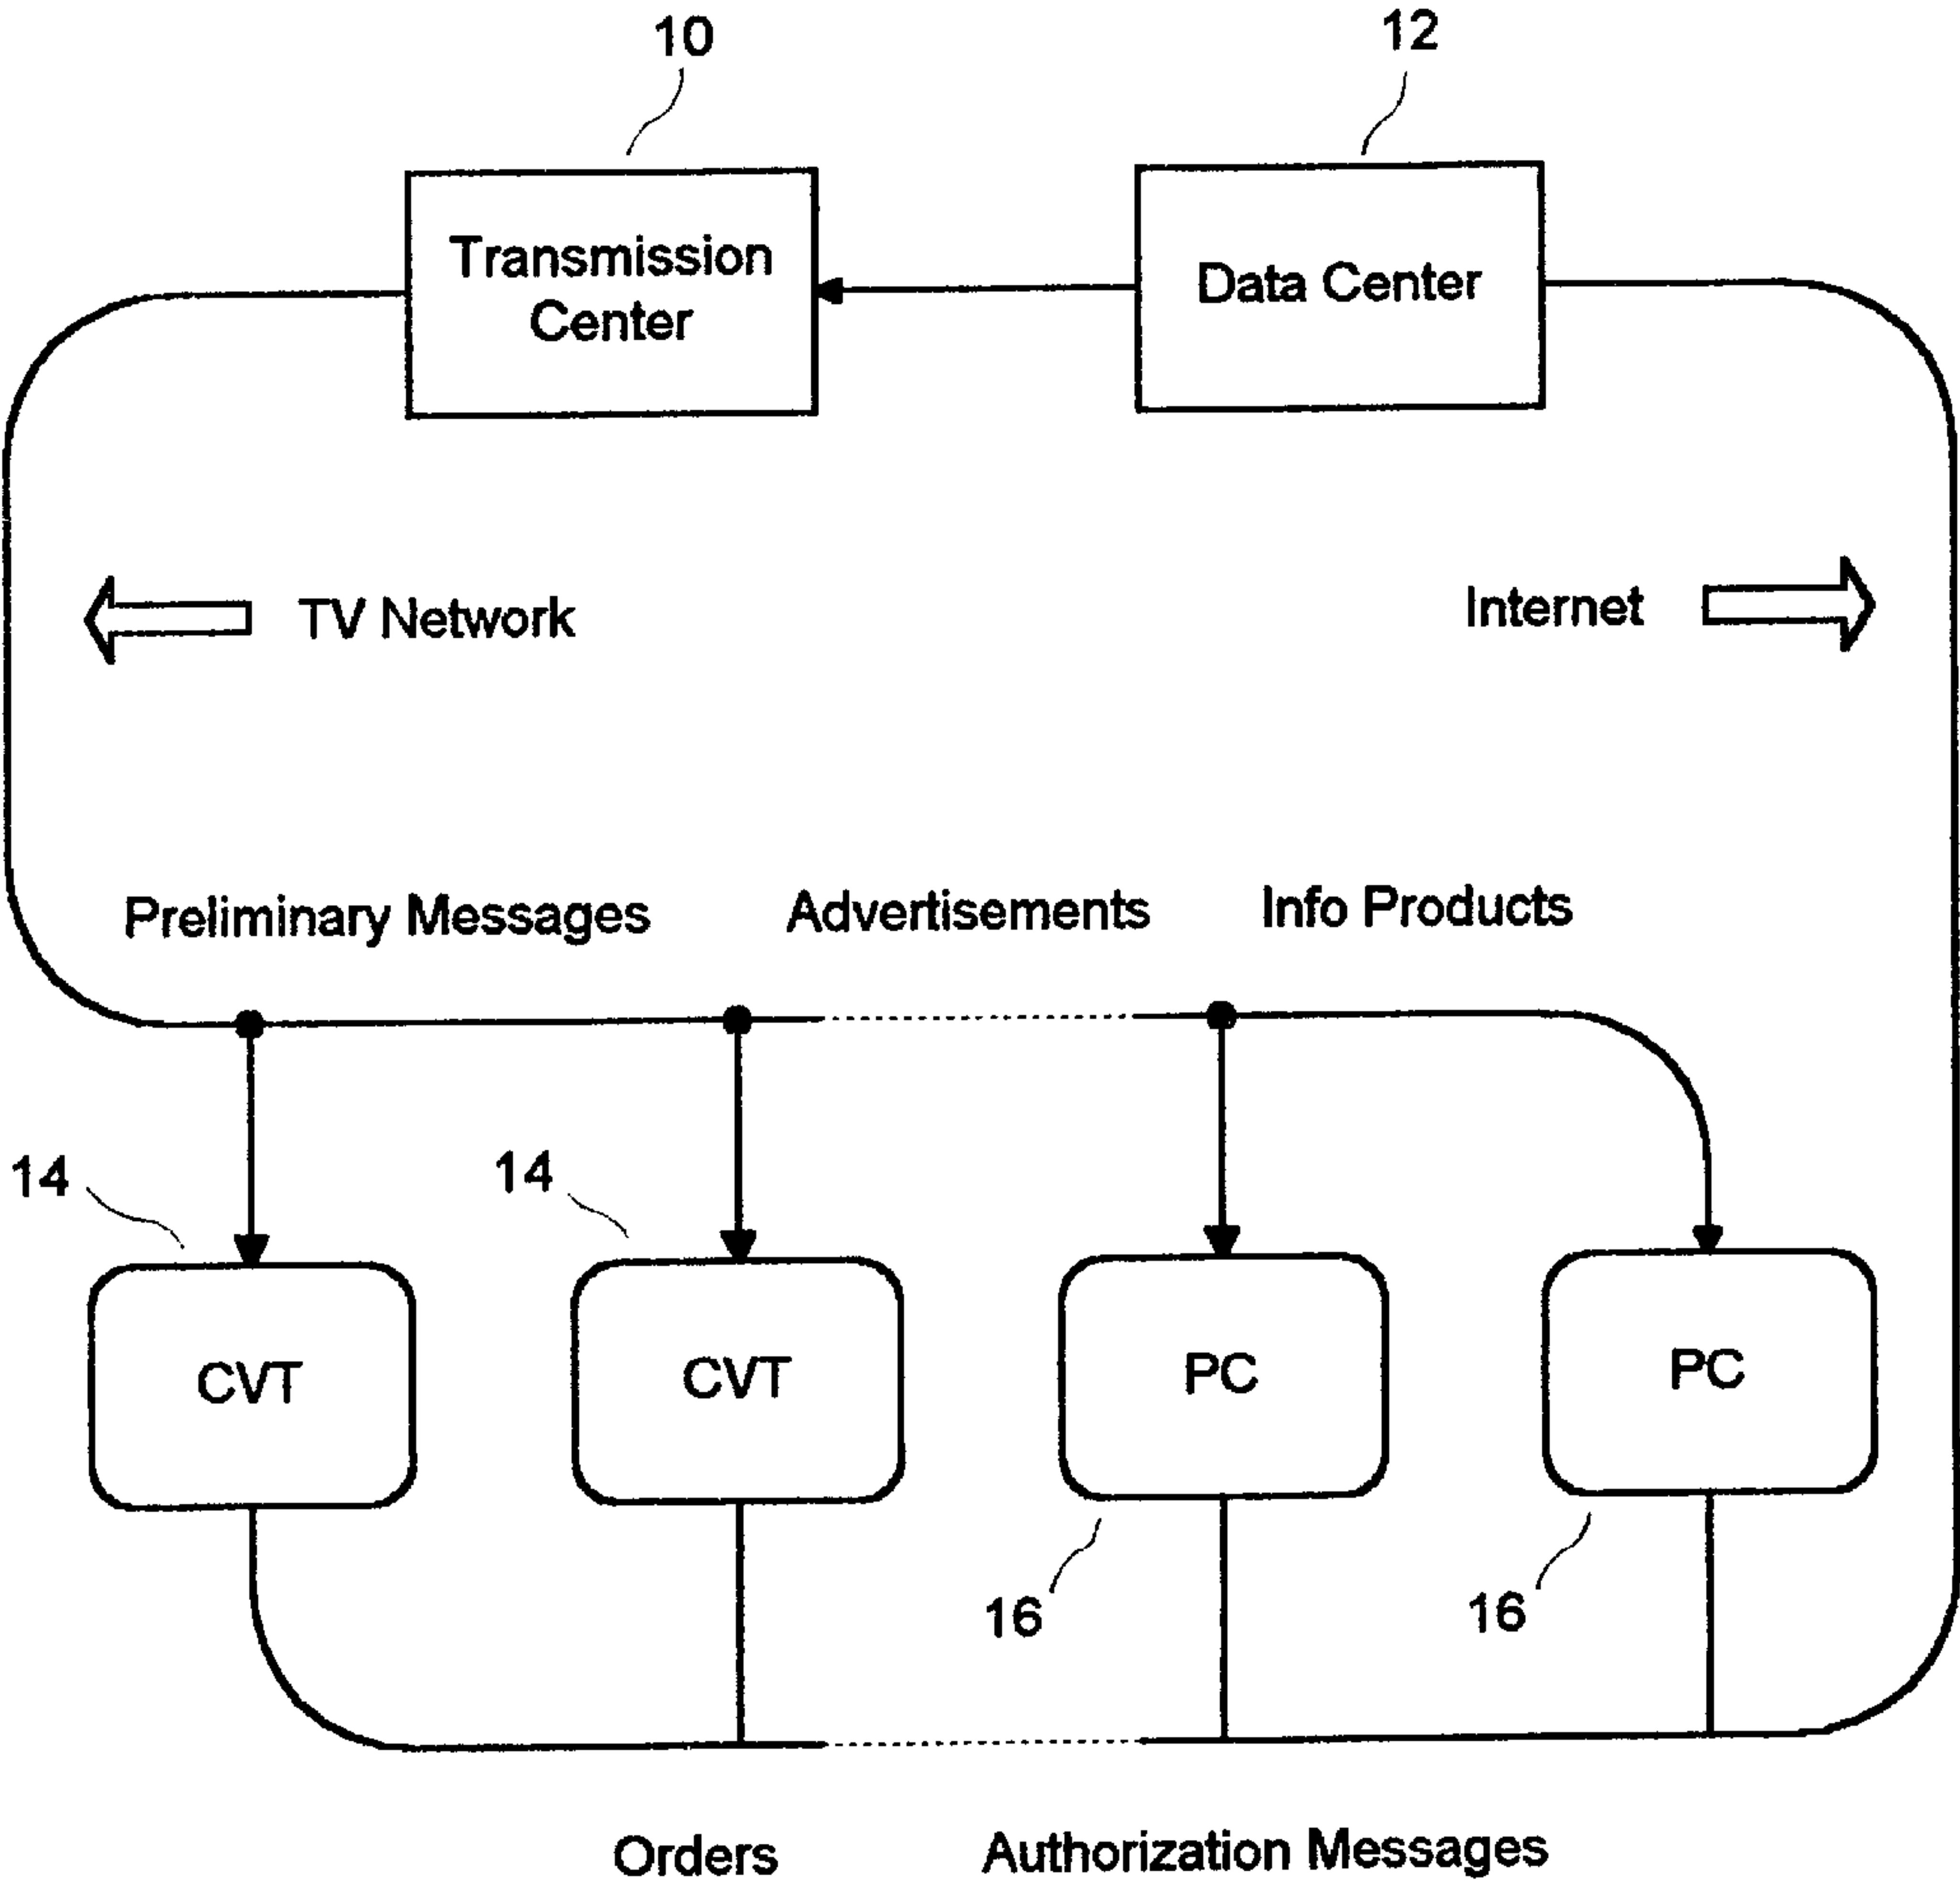 10
12
Transmission
Center
Data Center
TV Network
Internet
Preliminary Messages
Advertisements
Info Products
14
14
CVT
CVT
PC
PC
16
16
Orders
Authorization Messages